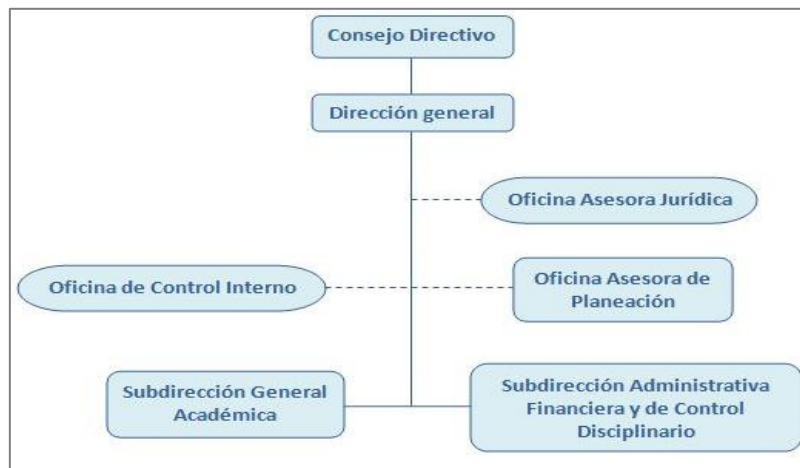 Consejo Directivo
Dirección general
Oficina Asesora Jurídica
Oficina de Control Interno
Oficina Asesora de
Planeación
Subdirección General
Académica
Subdirección Administrativa
Financiera y de Control
Disciplinario